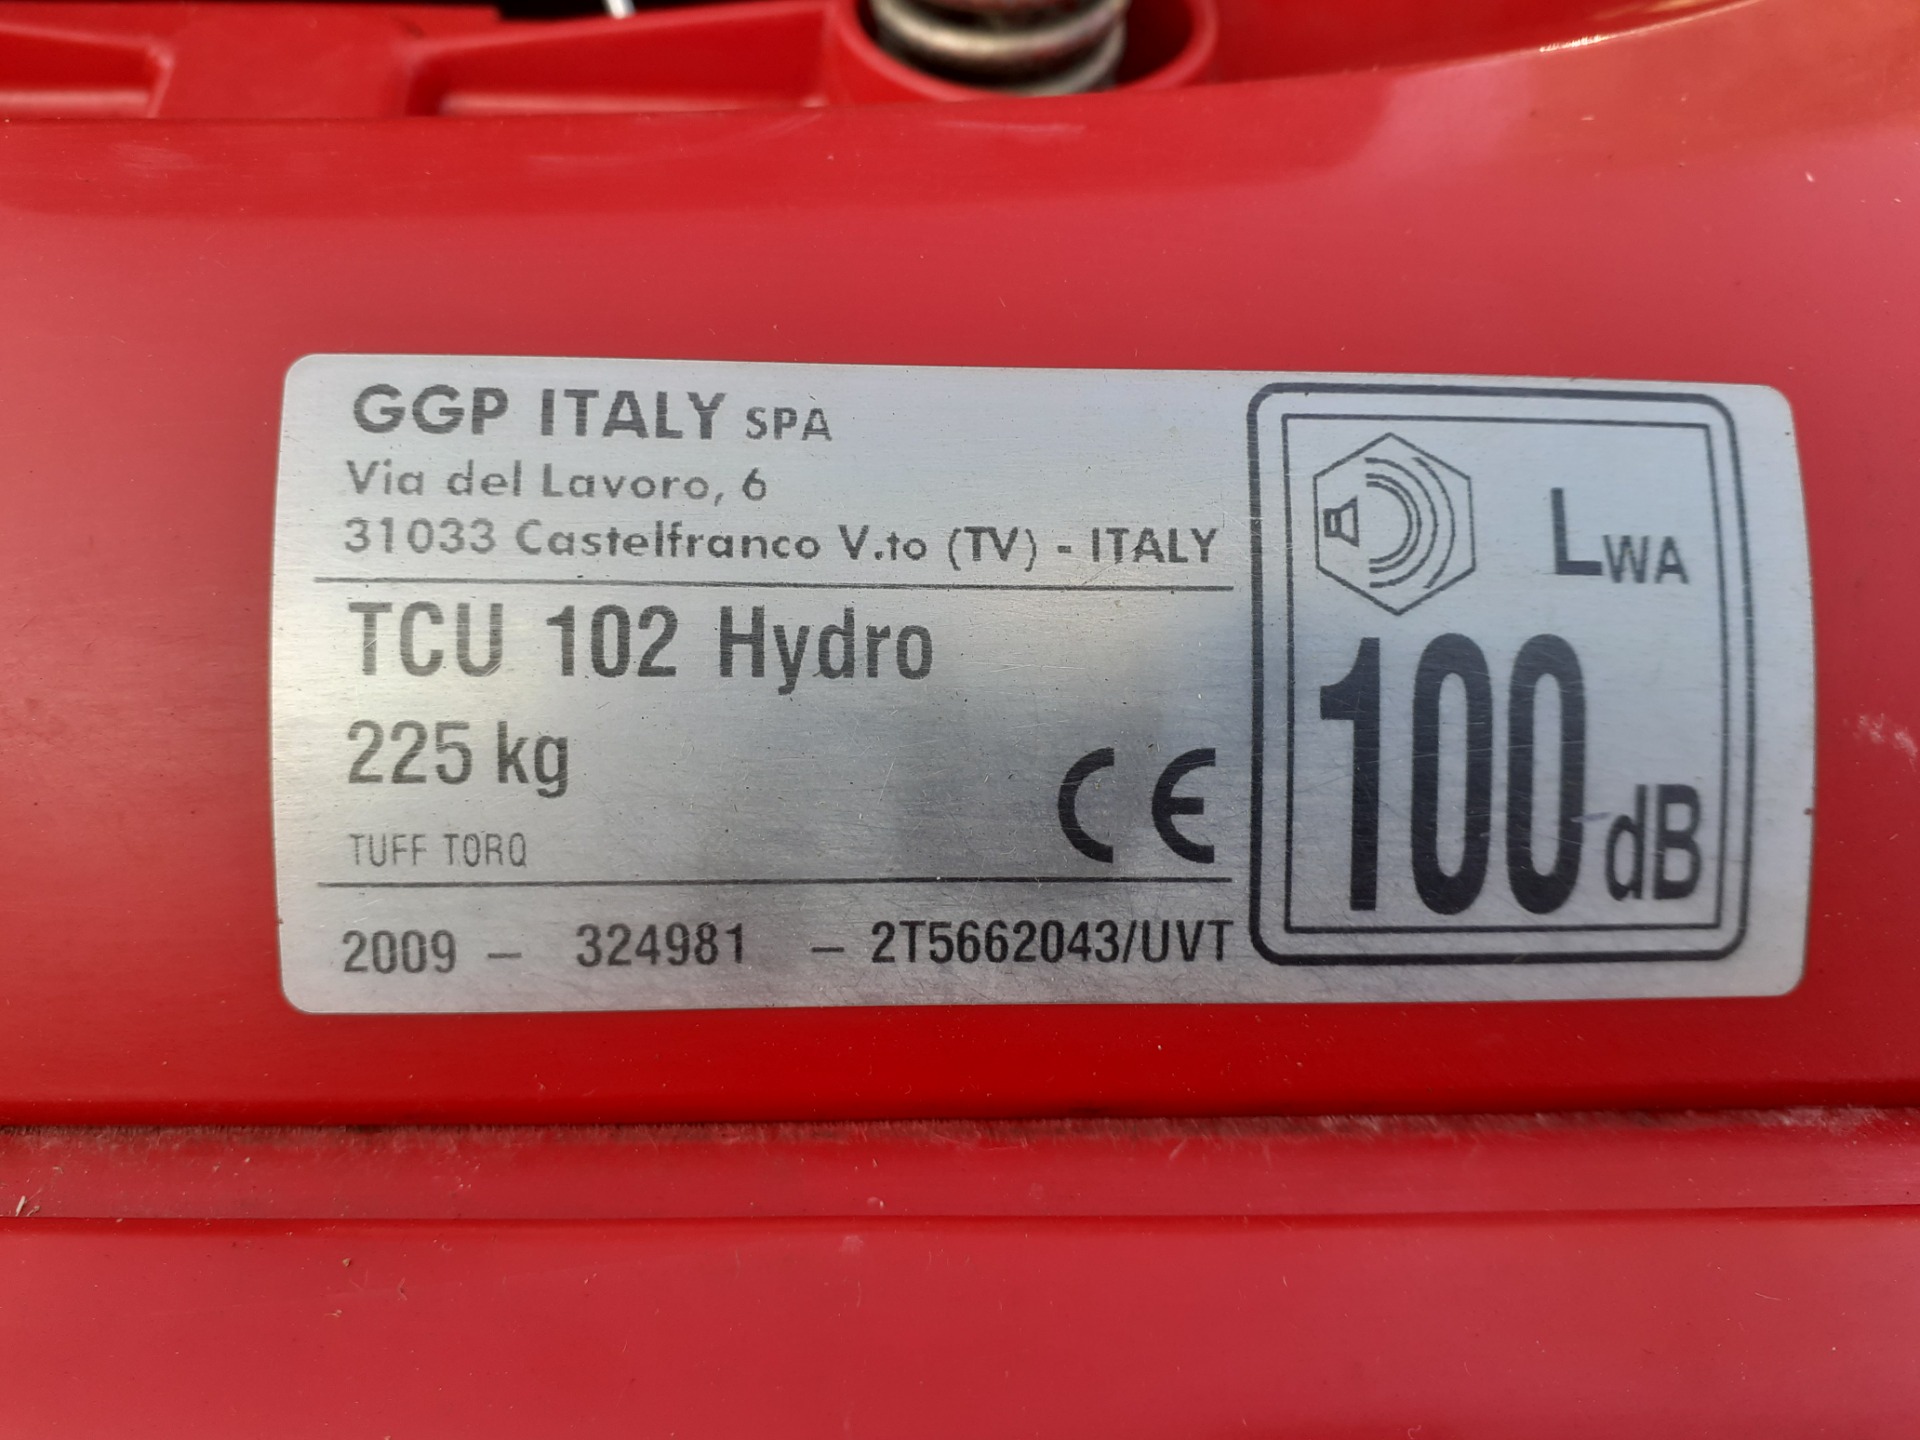 GGP ITALY SPA
Via del Lavoro, 6
31033 Castelfranco V.to (TV) - ITALY
TCU 102 Hydro
225 kg
CE
TUFF TORQ
2009 - 324981 - 2T5662043/UVT
LWA
100 dB